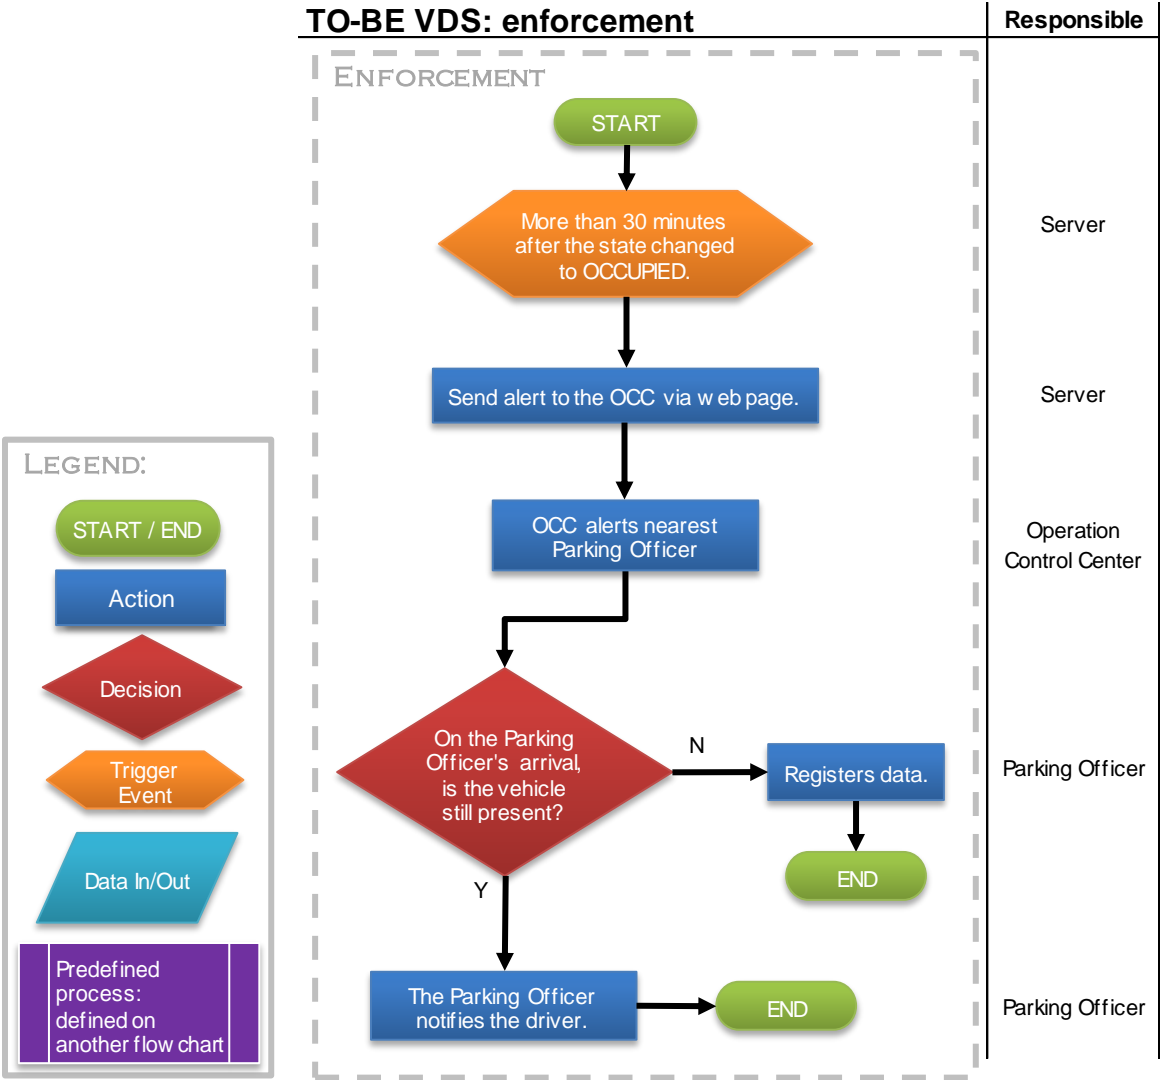 TO-BE VDS: enforcement
Responsible
ENFORCEMENT
START
More than 30 minutes
after the state changed
to OCCUPIED.
Server
Send alert to the OCC via web page.
Server
OCC alerts nearest
Parking Officer
Operation
Control Center
On the Parking
Officer's arrival,
is the vehicle
still present?
N
Registers data.
Parking Officer
END
Y
The Parking Officer
notifies the driver.
END
Parking Officer
LEGEND:
START / END
Action
Decision
Trigger
Event
Data In/Out
Predefined
process:
defined on
another flow chart